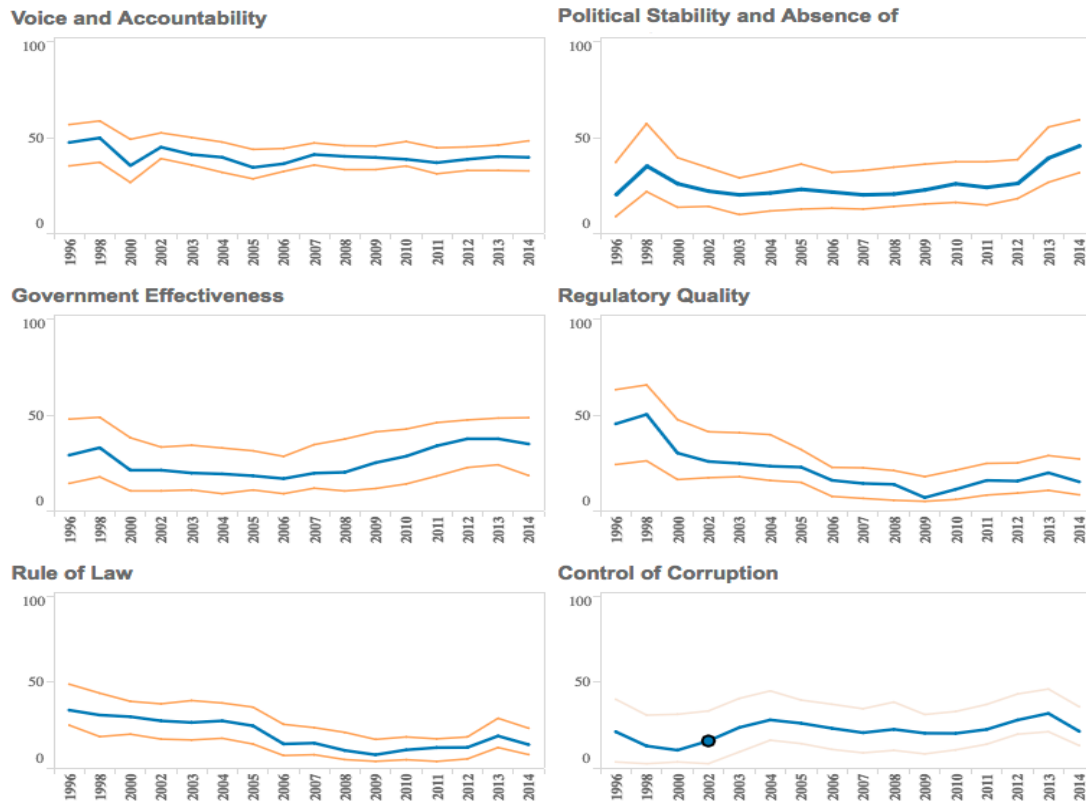 Voice and Accountability
100
50
0
1996 1998 2000 2002 2003 2004 2005 2006 2007 2008 2009 2010 2011 2012 2013 2014
Political Stability and Absence of
100
50
0
1996 1998 2000 2002 2003 2004 2005 2006 2007 2008 2009 2010 2011 2012 2013 2014
Government Effectiveness
100
50
0
1996 1998 2000 2002 2003 2004 2005 2006 2007 2008 2009 2010 2011 2012 2013 2014
Regulatory Quality
100
50
0
1996 1998 2000 2002 2003 2004 2005 2006 2007 2008 2009 2010 2011 2012 2013 2014
Rule of Law
100
50
0
1996 1998 2000 2002 2003 2004 2005 2006 2007 2008 2009 2010 2011 2012 2013 2014
Control of Corruption
100
50
0
1996 1998 2000 2002 2003 2004 2005 2006 2007 2008 2009 2010 2011 2012 2013 2014